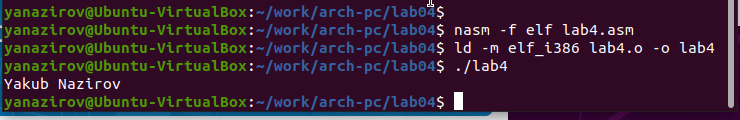 yanazirov@Ubuntu-VirtualBox:~/work/arch-pc/lab04$
yanazirov@Ubuntu-VirtualBox:~/work/arch-pc/lab04$ nasm -f elf lab4.asm
yanazirov@Ubuntu-VirtualBox:~/work/arch-pc/lab04$ ld -m elf_i386 lab4.o -o lab4
yanazirov@Ubuntu-VirtualBox:~/work/arch-pc/lab04$ ./lab4
Yakub Nazirov
yanazirov@Ubuntu-VirtualBox:~/work/arch-pc/lab04$